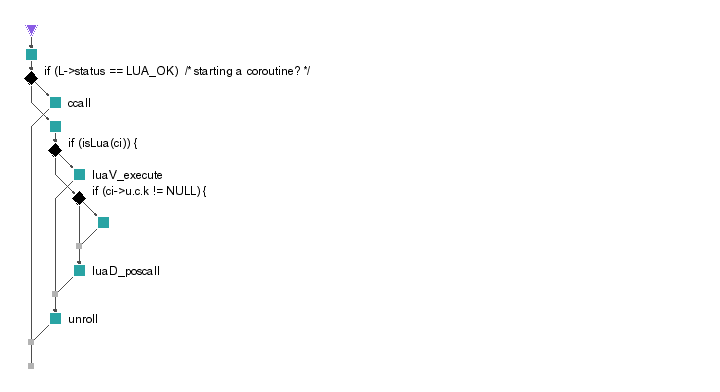 if (L->status == LUA_OK)  /* starting a coroutine? */
ccall
if (isLua(ci)) {
luaV_execute
if (ci->u.c.k != NULL) {
luaD_poscall
unroll